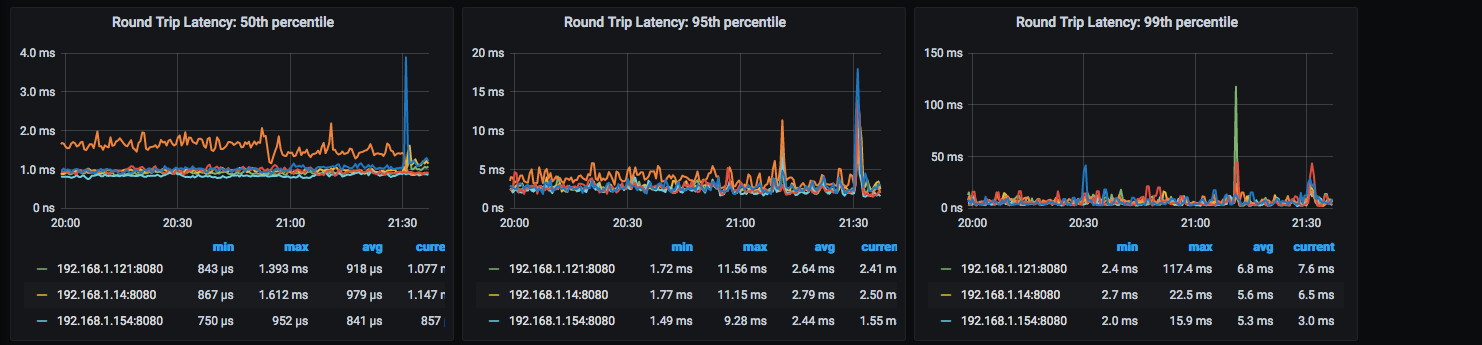 Round Trip Latency: 50th percentile
4.0 ms
3.0 ms
2.0 ms
1.0 ms
0 ns
20:00 20:30 21:00 21:30
min max avg curre
192.168.1.121:8080 843 µs 1.393 ms 918 µs 1.077 r
192.168.1.14:8080 867 µs 1.612 ms 979 µs 1.147 r
192.168.1.154:8080 750 µs 952 µs 841 µs 857
Round Trip Latency: 95th percentile
20 ms
15 ms
10 ms
5 ms
0 ns
20:00 20:30 21:00 21:30
min max avg curren
192.168.1.121:8080 1.72 ms 11.56 ms 2.64 ms 2.41 m
192.168.1.14:8080 1.77 ms 11.15 ms 2.79 ms 2.50 m
192.168.1.154:8080 1.49 ms 9.28 ms 2.44 ms 1.55 m
Round Trip Latency: 99th percentile
150 ms
100 ms
50 ms
0 ns
20:00 20:30 21:00 21:30
min max avg current
192.168.1.121:8080 2.4 ms 117.4 ms 6.8 ms 7.6 ms
192.168.1.14:8080 2.7 ms 22.5 ms 5.6 ms 6.5 ms
192.168.1.154:8080 2.0 ms 15.9 ms 5.3 ms 3.0 ms